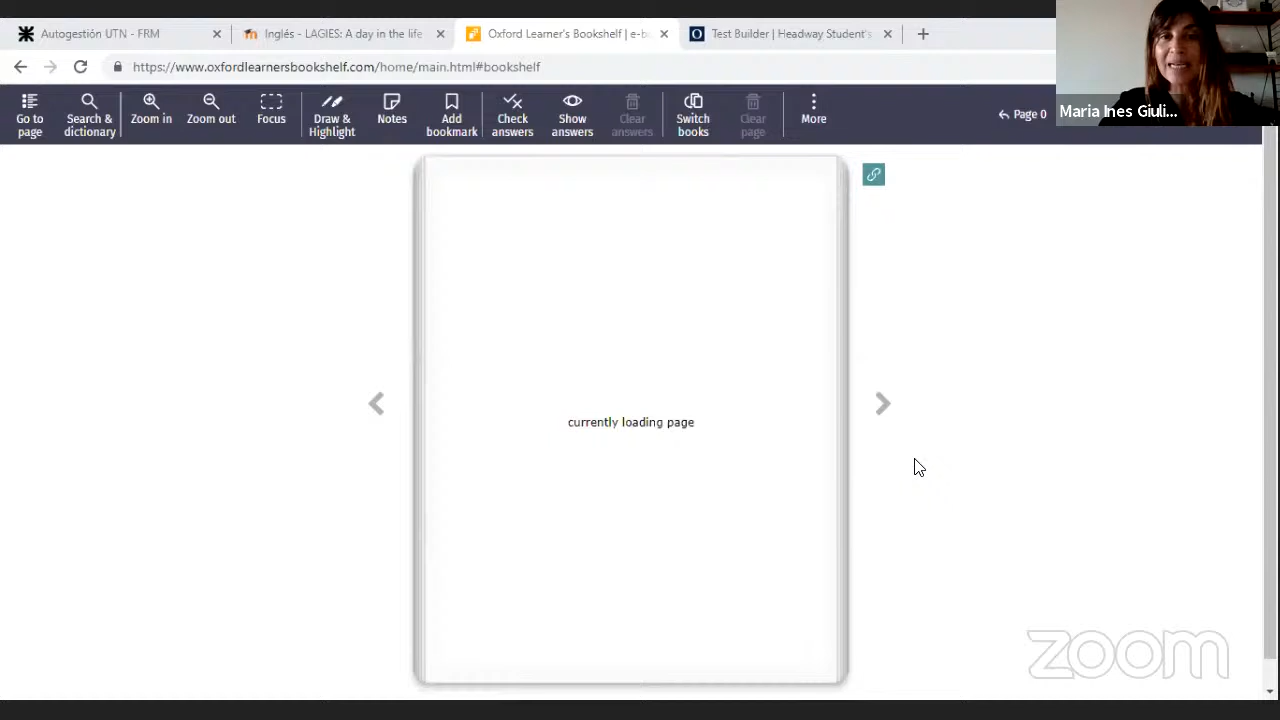 Autogestión UTN - FRM
Inglés - LAGIES: A day in the life
Oxford Learner's Bookshelf | e-b
Test Builder | Headway Student's
https://www.oxfordlearnersbookshelf.com/home/main.html#bookshelf
Go to page
Search & dictionary
Zoom in
Zoom out
Focus
Draw & Highlight
Notes
Add bookmark
Check answers
Show answers
Clear answers
Switch books
Clear page
More
Page 0
Maria Ines Giuli...
currently loading page
zoom